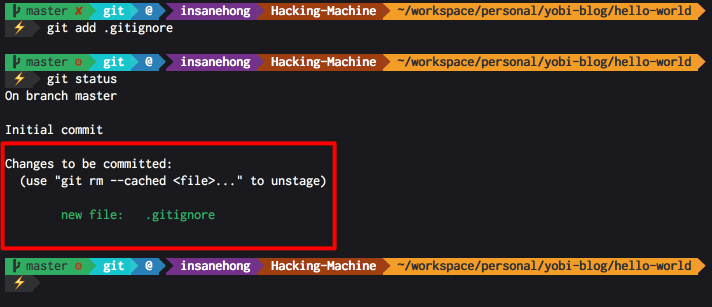 master ✘ git @ insanehong Hacking-Machine ~/workspace/personal/yobi-blog/hello-world
⚡ git add .gitignore
master ⚙ git @ insanehong Hacking-Machine ~/workspace/personal/yobi-blog/hello-world
⚡ git status
On branch master
Initial commit
Changes to be committed:
(use "git rm --cached <file>..." to unstage)
new file: .gitignore
master ⚙ git @ insanehong Hacking-Machine ~/workspace/personal/yobi-blog/hello-world
⚡